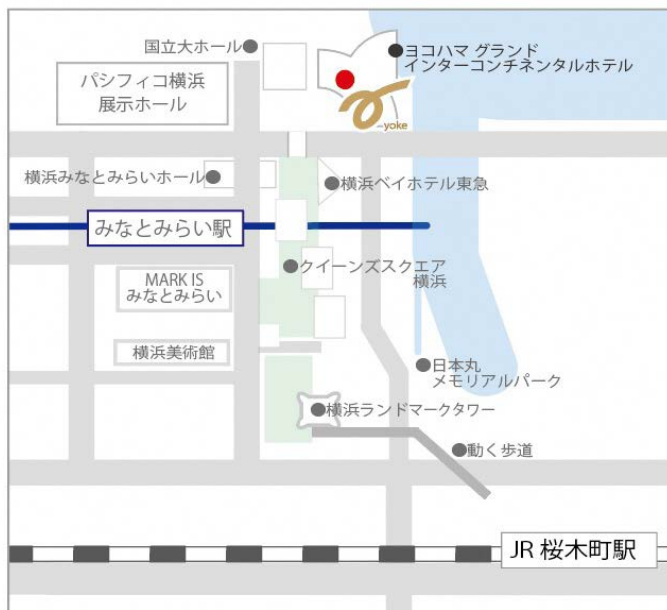 国立大ホール
ヨコハマ グランド
インターコンチネンタルホテル
パシフィコ横浜
展示ホール
yoke
横浜みなとみらいホール
横浜ベイホテル東急
みなとみらい駅
クイーンズスクエア
横浜
MARK IS
みなとみらい
横浜美術館
日本丸
メモリアルパーク
横浜ランドマークタワー
動く歩道
JR 桜木町駅